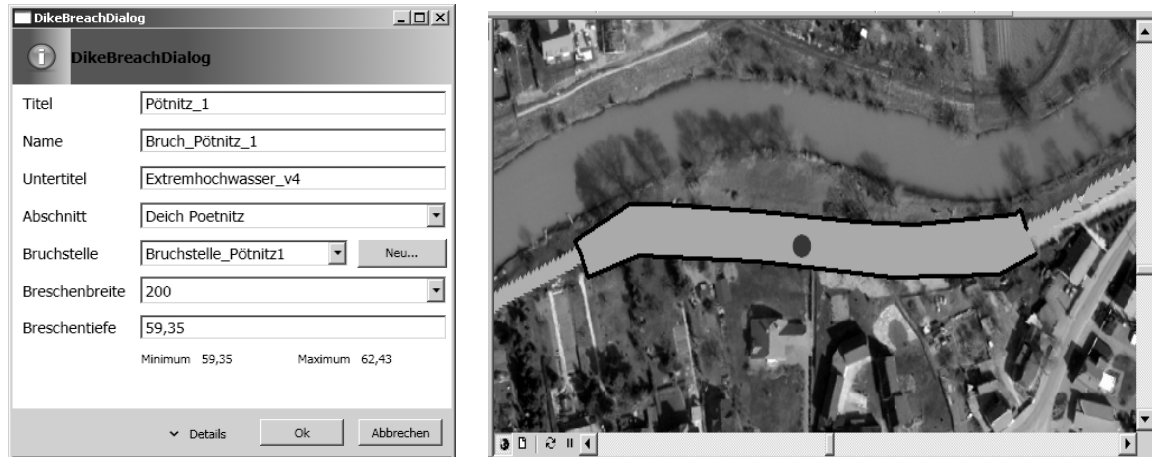 DikeBreachDialog
DikeBreachDialog
Titel Pötnitz_1
Name Bruch_Pötnitz_1
Untertitel Extremhochwasser_v4
Abschnitt Deich Poetnitz
Bruchstelle Bruchstelle_Pötnitz1 Neu...
Breschenbreite 200
Breschentiefe 59,35
Minimum 59,35 Maximum 62,43
Details Ok Abbrechen